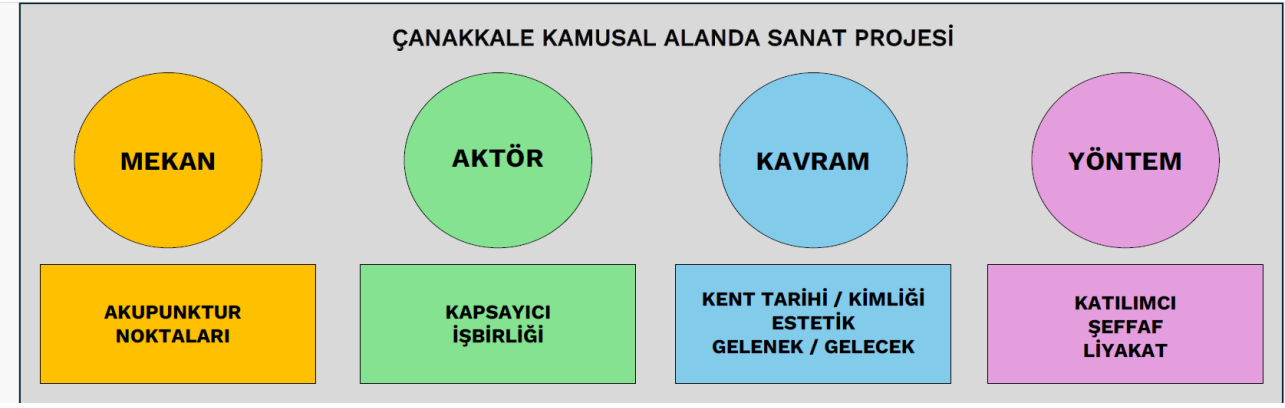 ÇANAKKALE KAMUSAL ALANDA SANAT PROJESİ
MEKAN
AKTÖR
KAVRAM
YÖNTEM
AKUPUNKTUR
NOKTALARI
KAPSAYICI
İŞBİRLİĞİ
KENT TARİHİ / KİMLİĞİ
ESTETİK
GELENEK / GELECEK
KATILIMCI
ŞEFFAF
LİYAKAT